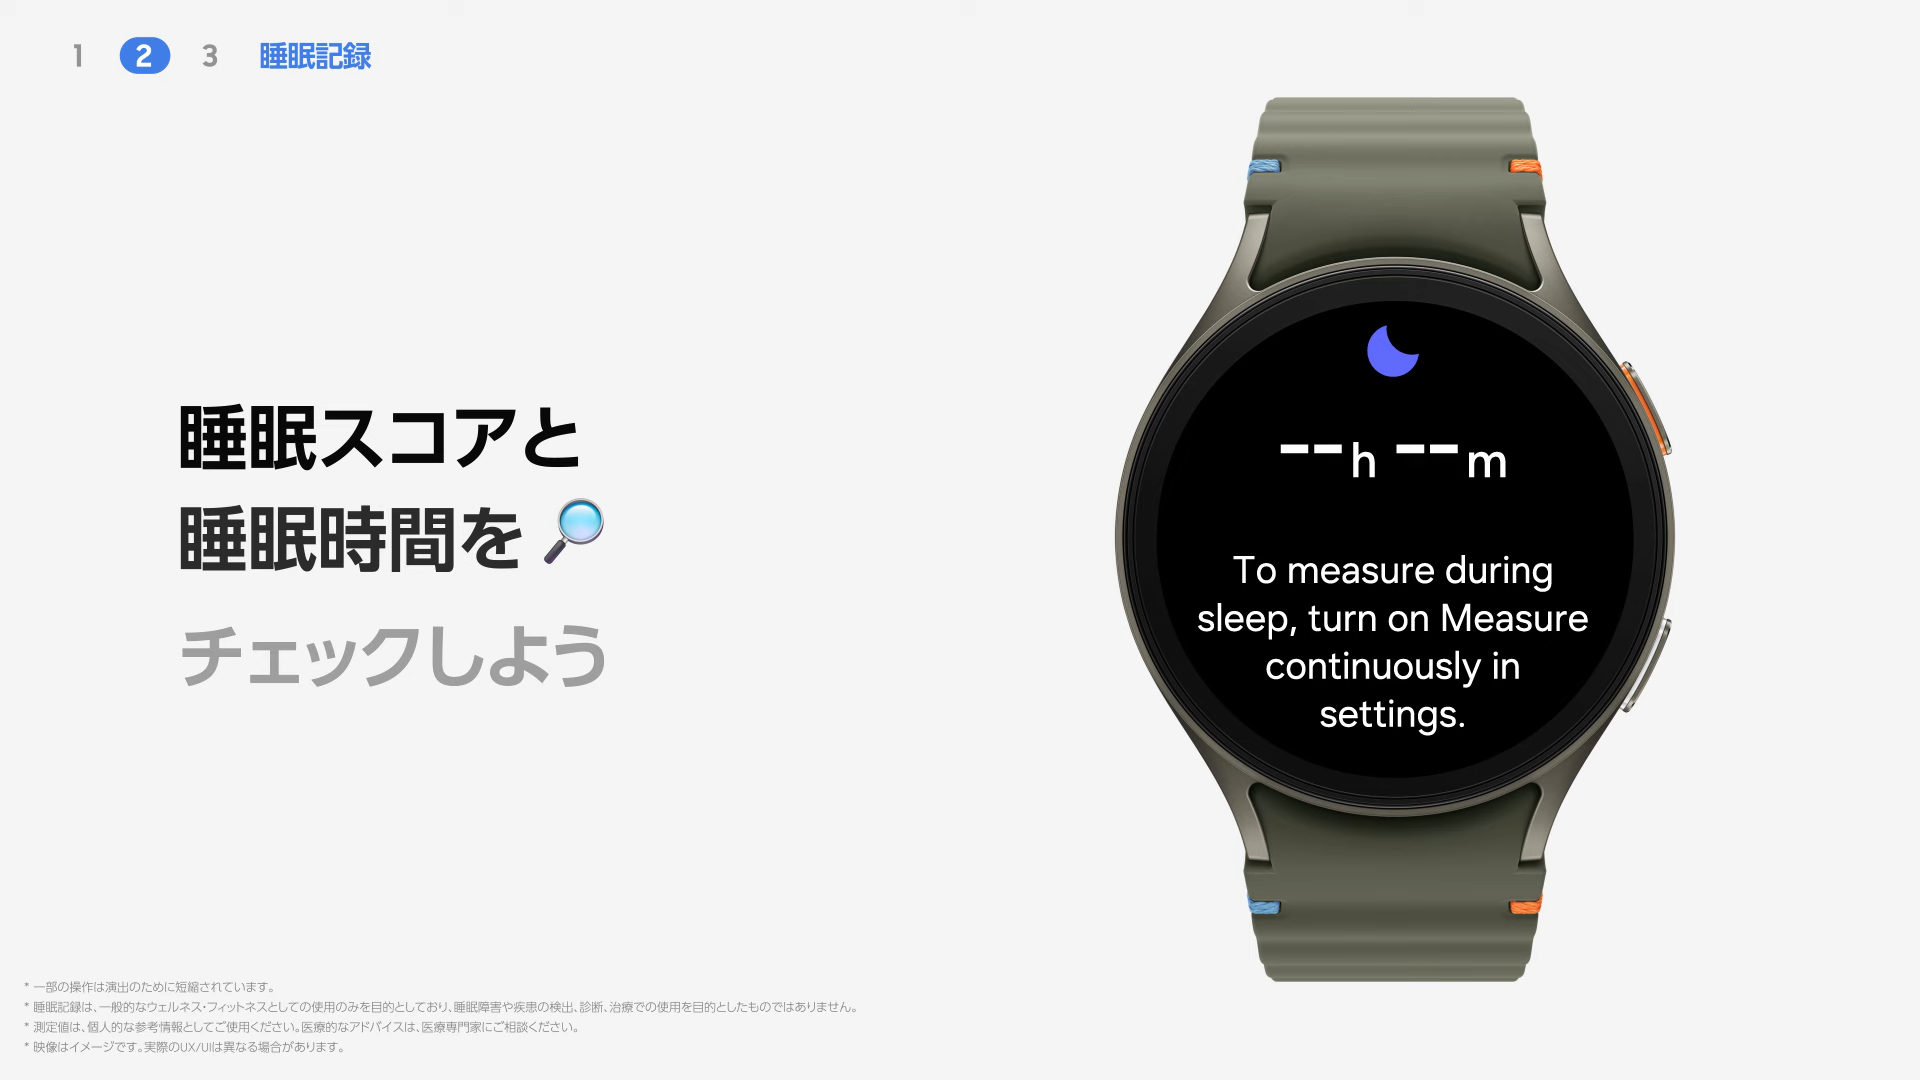 1 2 3 睡眠記録
睡眠スコアと
睡眠時間を
チェックしよう
--h --m
To measure during
sleep, turn on Measure
continuously in
settings.
* 一部の操作は演出のために短縮されています。
* 睡眠記録は、一般的なウェルネス・フィットネスとしての使用のみを目的としており、睡眠障害や疾患の検出、診断、治療での使用を目的としたものではありません。
* 測定値は、個人的な参考情報としてご使用ください。医療的なアドバイスは、医療専門家にご相談ください。
* 映像はイメージです。実際のUX/UIは異なる場合があります。